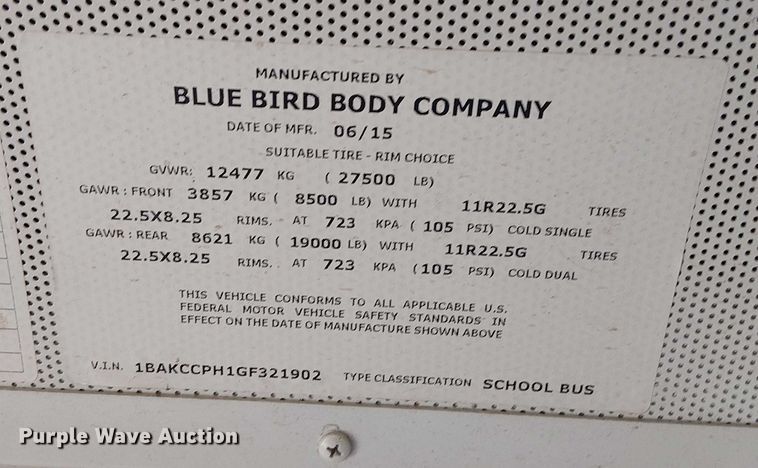 MANUFACTURED BY
BLUE BIRD BODY COMPANY
DATE OF MFR. 06/15
SUITABLE TIRE - RIM CHOICE
GVWR: 12477 KG ( 27500 LB)
GAWR : FRONT 3857 KG ( 8500 LB) WITH 11R22.5G TIRES
22.5X8.25 RIMS. AT 723 KPA ( 105 PSI) COLD SINGLE
GAWR : REAR 8621 KG ( 19000 LB) WITH 11R22.5G TIRES
22.5X8.25 RIMS. AT 723 KPA ( 105 PSI) COLD DUAL
THIS VEHICLE CONFORMS TO ALL APPLICABLE U.S.
FEDERAL MOTOR VEHICLE SAFETY STANDARDS IN
EFFECT ON THE DATE OF MANUFACTURE SHOWN ABOVE
V.I.N. 1BAKCCPH1GF321902 TYPE CLASSIFICATION SCHOOL BUS
Purple Wave Auction